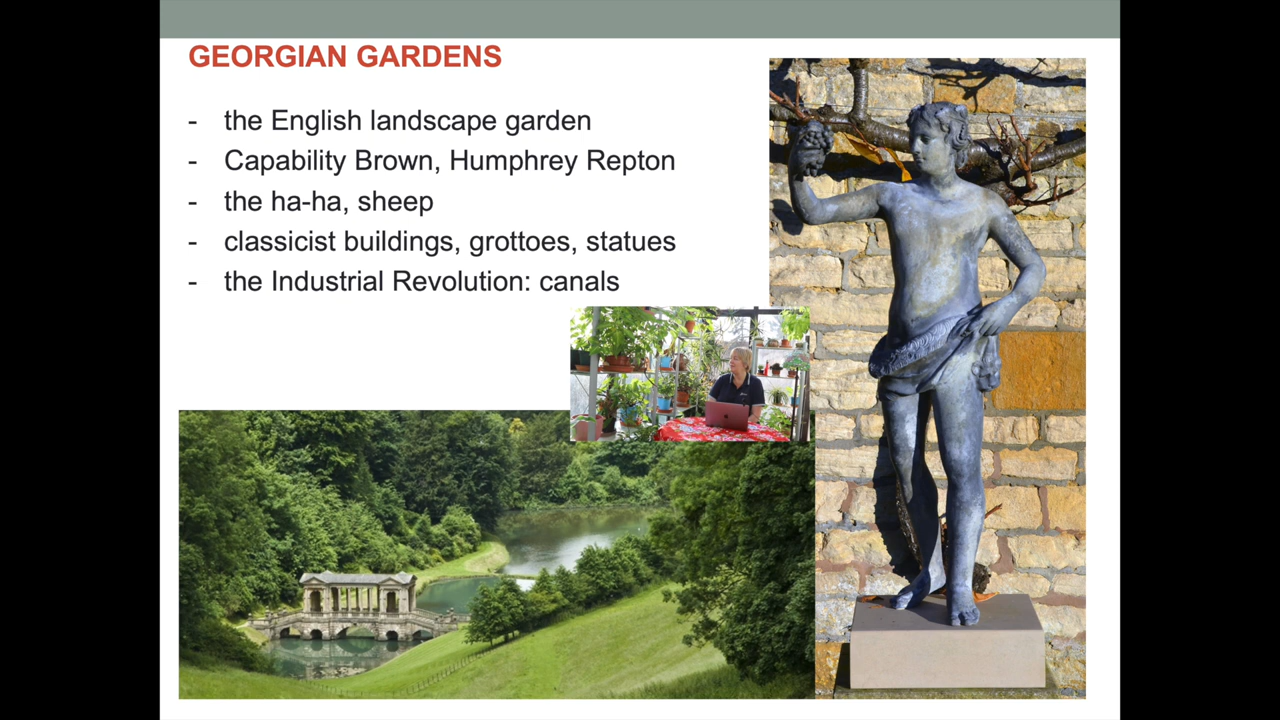 GEORGIAN GARDENS
- the English landscape garden
- Capability Brown, Humphrey Repton
- the ha-ha, sheep
- classicist buildings, grottoes, statues
- the Industrial Revolution: canals